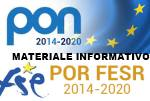 pon
2014-2020
MATERIALE INFORMATIVO
fse
POR FESR
2014-2020